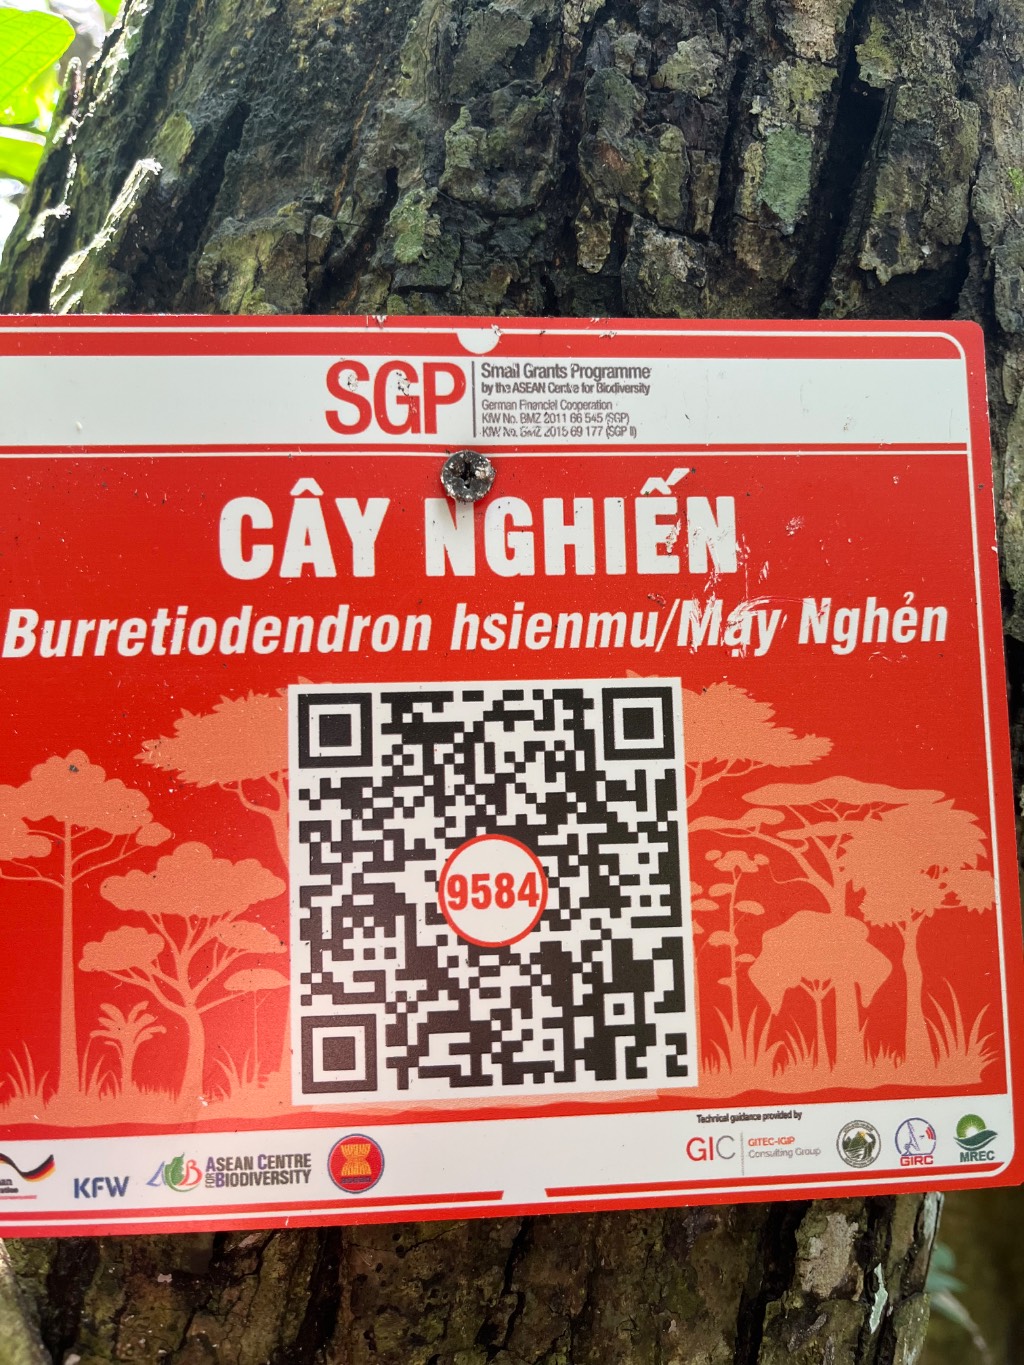 SGP
Small Grants Programme
by the ASEAN Centre for Biodiversity
German Financial Cooperation
KfW No. BMZ 2011 66 545 (SGP)
KfW No. BMZ 2015 69 177 (SGP II)
CÂY NGHIẾN
Burretiodendron hsienmu/Mạy Nghẻn
9584
Technical guidance provided by
KFW
ASEAN CENTRE
FOR BIODIVERSITY
GIC
GITEC-IGIP
Consulting Group
GIRC
MREC